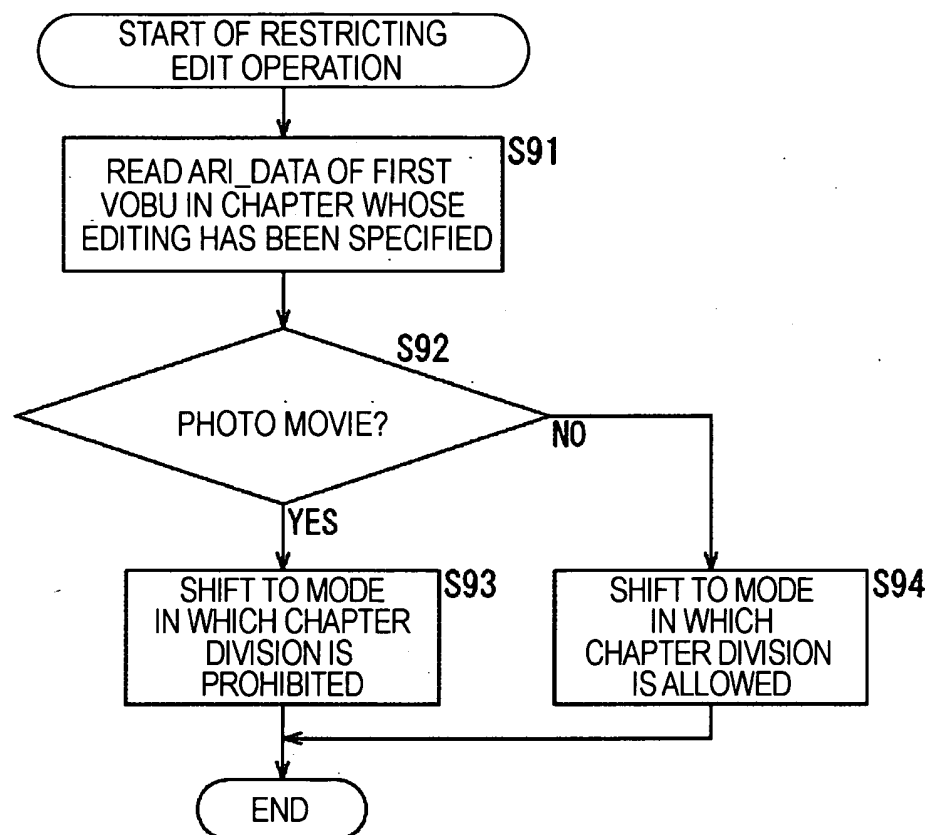 START OF RESTRICTING
EDIT OPERATION
S91
READ ARI_DATA OF FIRST
VOBU IN CHAPTER WHOSE
EDITING HAS BEEN SPECIFIED
S92
PHOTO MOVIE?
NO
YES
S93
SHIFT TO MODE
IN WHICH CHAPTER
DIVISION IS
PROHIBITED
S94
SHIFT TO MODE
IN WHICH
CHAPTER DIVISION
IS ALLOWED
END